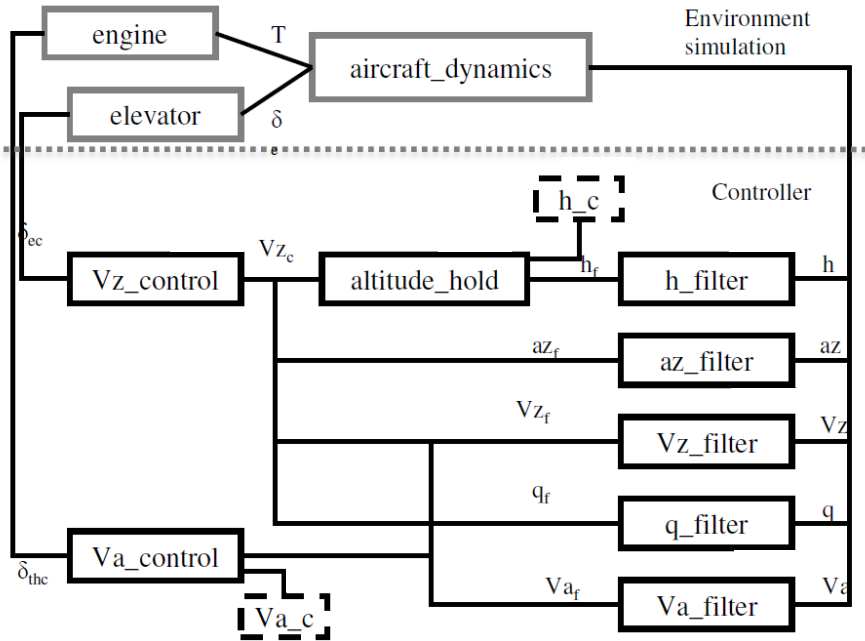 engine
T
Environment
simulation
aircraft_dynamics
elevator
δ
e
Controller
h_c
δec
Vzc
Vz_control
altitude_hold
hf
h_filter
h
azf
az_filter
az
Vzf
Vz_filter
Vz
qf
q_filter
q
Va_control
δthc
Vaf
Va_filter
Va
Va_c